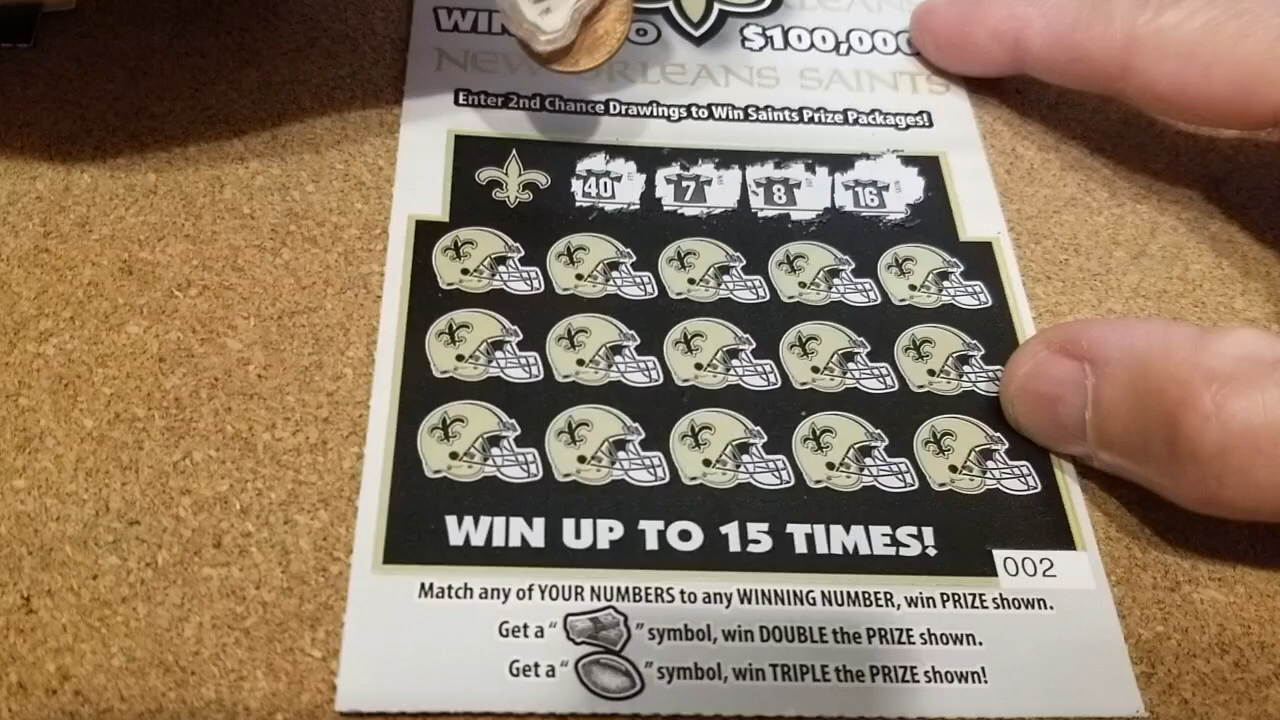 WIN $100,000
NEW ORLEANS SAINTS
Enter 2nd Chance Drawings to Win Saints Prize Packages!
40 7 8 16
WIN UP TO 15 TIMES!
002
Match any of YOUR NUMBERS to any WINNING NUMBER, win PRIZE shown.
Get a “ ” symbol, win DOUBLE the PRIZE shown.
Get a “ ” symbol, win TRIPLE the PRIZE shown!